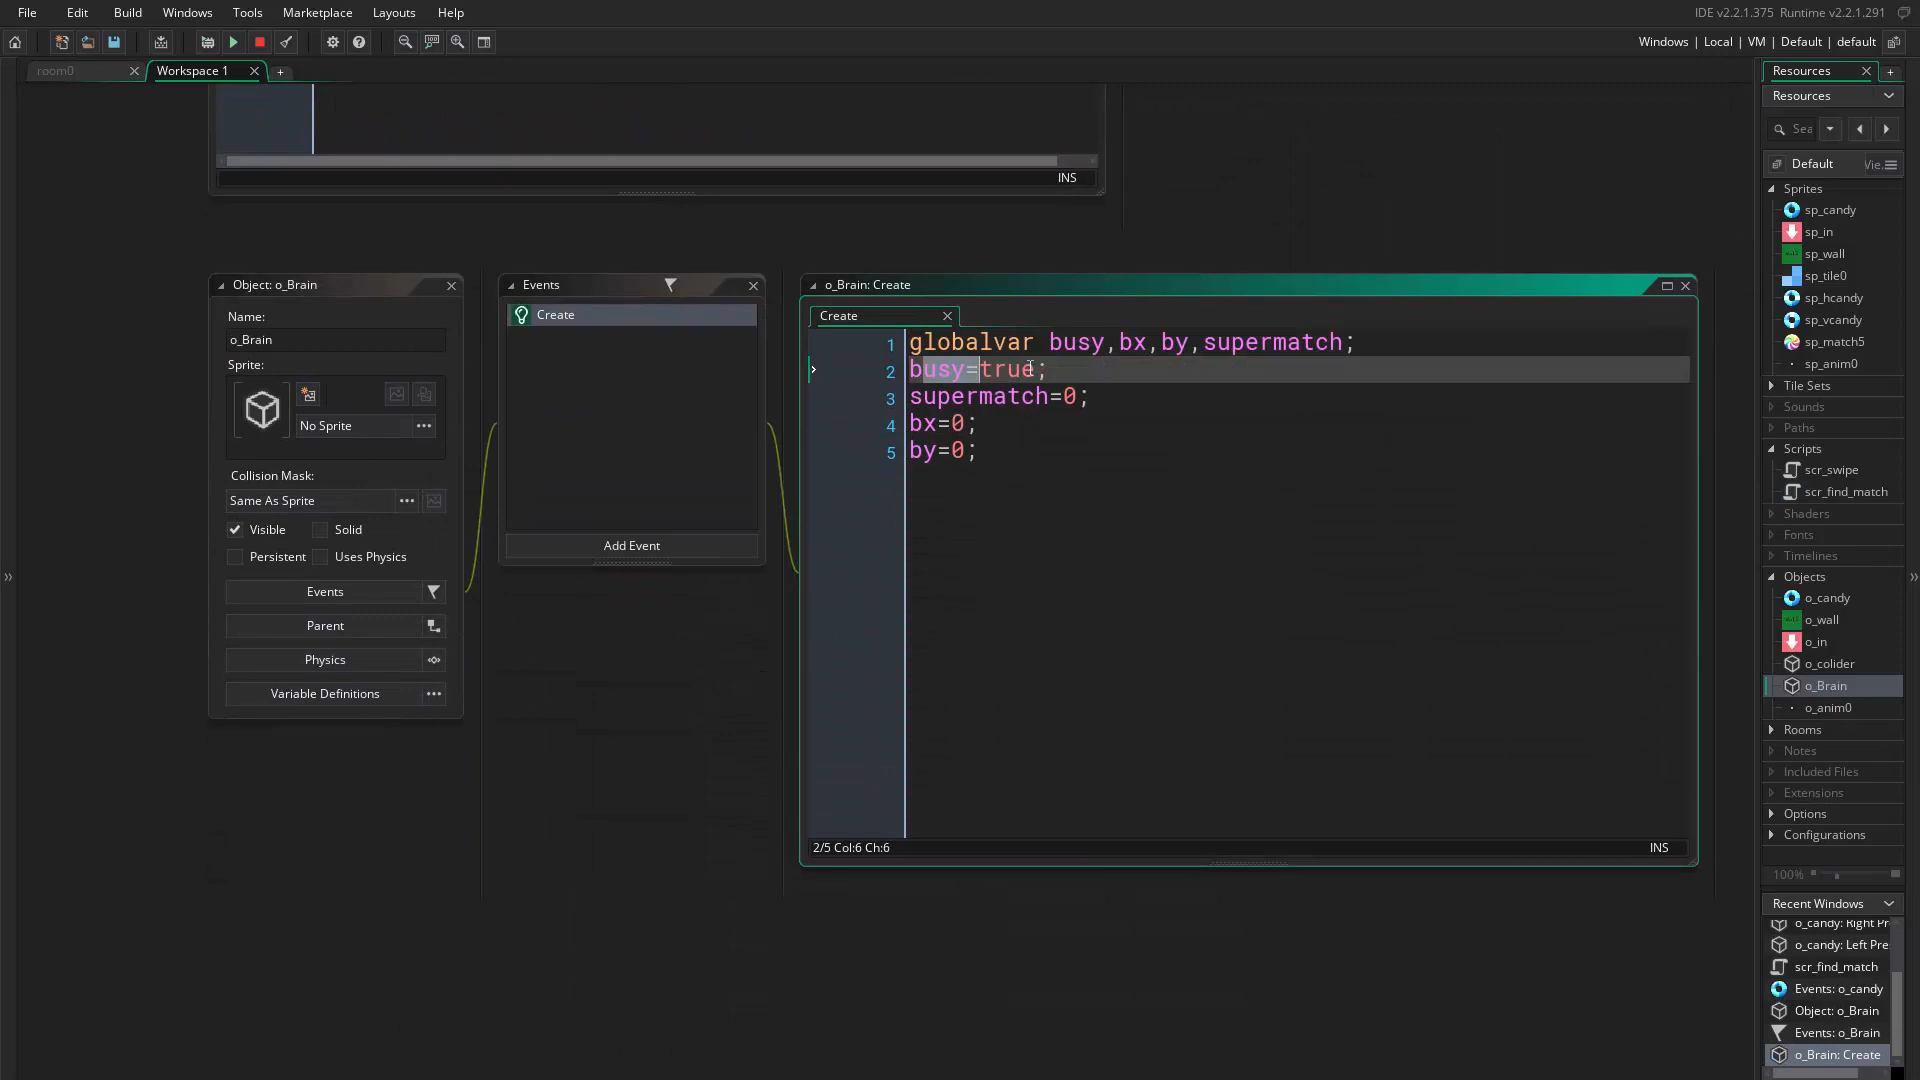 File Edit Build Windows Tools Marketplace Layouts Help
IDE v2.2.1.375 Runtime v2.2.1.291
Windows | Local | VM | Default | default
room0
Workspace 1
INS
Object: o_Brain
Name:
o_Brain
Sprite:
No Sprite
Collision Mask:
Same As Sprite
Visible Solid
Persistent Uses Physics
Events
Parent
Physics
Variable Definitions
Events
Create
Add Event
o_Brain: Create
Create
1 globalvar busy,bx,by,supermatch;
2 busy=true;
3 supermatch=0;
4 bx=0;
5 by=0;
2/5 Col:6 Ch:6
INS
Resources
Resources
Sea
Default Vie
Sprites
sp_candy
sp_in
sp_wall
sp_tile0
sp_hcandy
sp_vcandy
sp_match5
sp_anim0
Tile Sets
Sounds
Paths
Scripts
scr_swipe
scr_find_match
Shaders
Fonts
Timelines
Objects
o_candy
o_wall
o_in
o_colider
o_Brain
o_anim0
Rooms
Notes
Included Files
Extensions
Options
Configurations
100%
Recent Windows
o_candy: Right Pr
o_candy: Left Pre
scr_find_match
Events: o_candy
Object: o_Brain
Events: o_Brain
o_Brain: Create